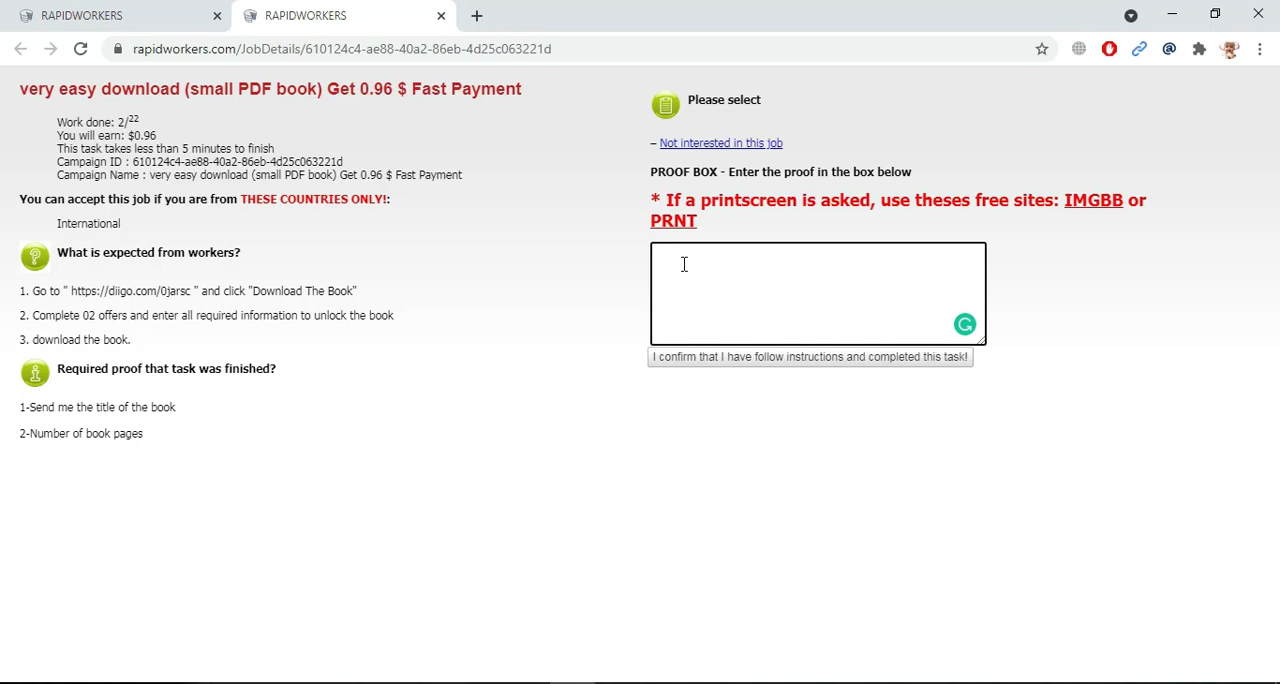 RAPIDWORKERS
RAPIDWORKERS
rapidworkers.com/JobDetails/610124c4-ae88-40a2-86eb-4d25c063221d
very easy download (small PDF book) Get 0.96 $ Fast Payment
Work done: 2/22
You will earn: $0.96
This task takes less than 5 minutes to finish
Campaign ID : 610124c4-ae88-40a2-86eb-4d25c063221d
Campaign Name : very easy download (small PDF book) Get 0.96 $ Fast Payment
You can accept this job if you are from THESE COUNTRIES ONLY!:
International
What is expected from workers?
1. Go to " https://diigo.com/0jarsc " and click "Download The Book"
2. Complete 02 offers and enter all required information to unlock the book
3. download the book.
Required proof that task was finished?
1-Send me the title of the book
2-Number of book pages
Please select
– Not interested in this job
PROOF BOX - Enter the proof in the box below
* If a printscreen is asked, use theses free sites: IMGBB or
PRNT
I confirm that I have follow instructions and completed this task!